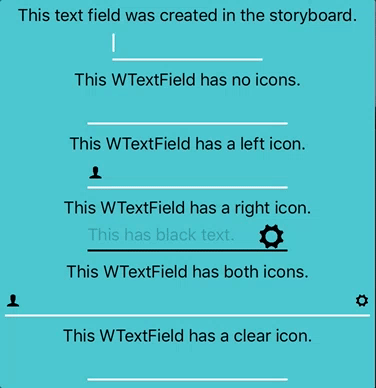 This text field was created in the storyboard.
This WTextField has no icons.
This WTextField has a left icon.
This WTextField has a right icon.
This has black text.
This WTextField has both icons.
This WTextField has a clear icon.